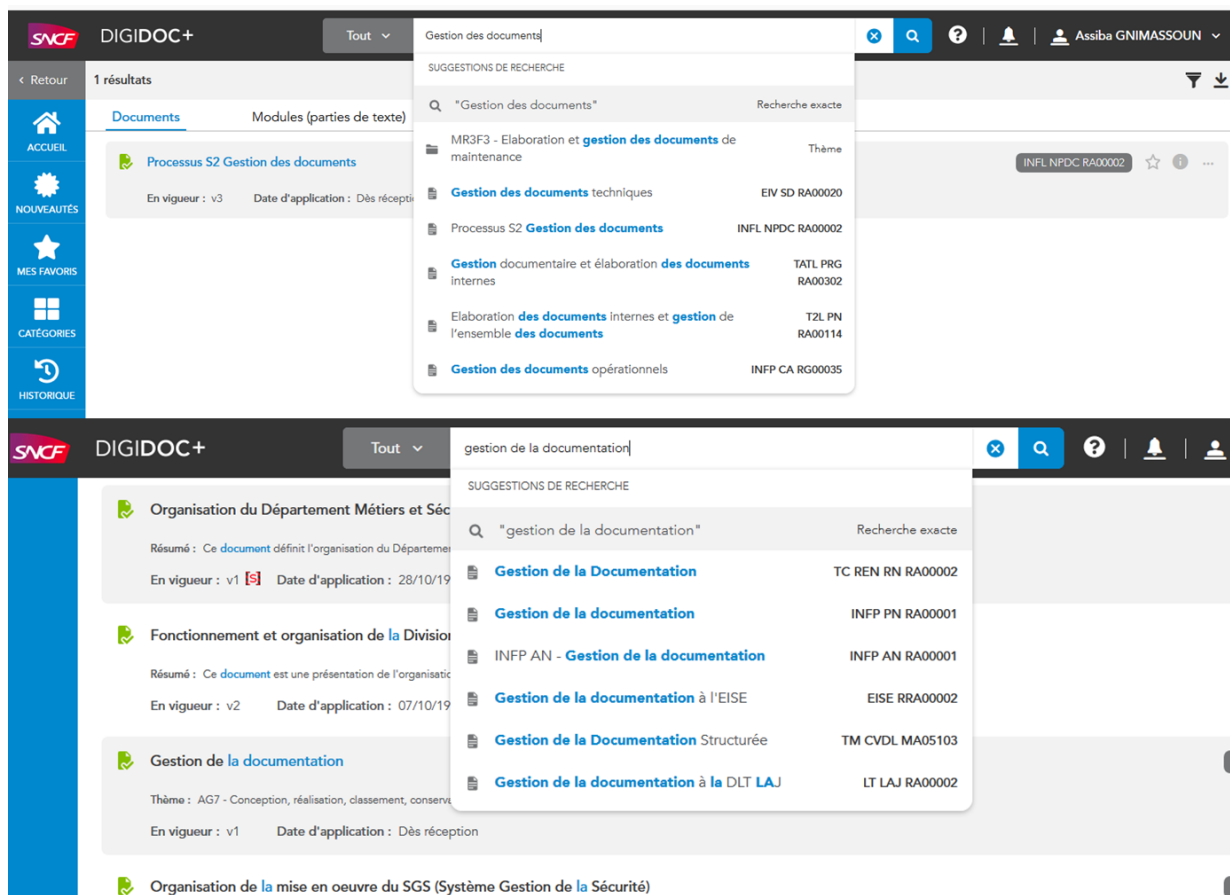 SNCF DIGIDOC+ Tout Gestion des documents Assiba GNIMASSOUN
Retour 1 résultats
SUGGESTIONS DE RECHERCHE
Documents Modules (parties de texte)
"Gestion des documents" Recherche exacte
ACCUEIL
MR3F3 - Elaboration et gestion des documents de
maintenance Thème
Processus S2 Gestion des documents INFL NPDC RA00002
En vigueur : v3 Date d'application : Dès récepti
Gestion des documents techniques EIV SD RA00020
NOUVEAUTÉS
Processus S2 Gestion des documents INFL NPDC RA00002
MES FAVORIS
Gestion documentaire et élaboration des documents TATL PRG
internes RA00302
Elaboration des documents internes et gestion de T2L PN
l'ensemble des documents RA00114
CATÉGORIES
Gestion des documents opérationnels INFP CA RG00035
HISTORIQUE
SNCF DIGIDOC+ Tout gestion de la documentation
SUGGESTIONS DE RECHERCHE
Organisation du Département Métiers et Séc
"gestion de la documentation" Recherche exacte
Résumé : Ce document définit l'organisation du Départeme
En vigueur : v1 [S] Date d'application : 28/10/19
Gestion de la Documentation TC REN RN RA00002
Gestion de la documentation INFP PN RA00001
Fonctionnement et organisation de la Division
INFP AN - Gestion de la documentation INFP AN RA00001
Résumé : Ce document est une présentation de l'organisatio
En vigueur : v2 Date d'application : 07/10/19
Gestion de la documentation à l'EISE EISE RRA00002
Gestion de la Documentation Structurée TM CVDL MA05103
Gestion de la documentation
Gestion de la documentation à la DLT LAJ LT LAJ RA00002
Thème : AG7 - Conception, réalisation, classement, conserva
En vigueur : v1 Date d'application : Dès réception
Organisation de la mise en oeuvre du SGS (Système Gestion de la Sécurité)